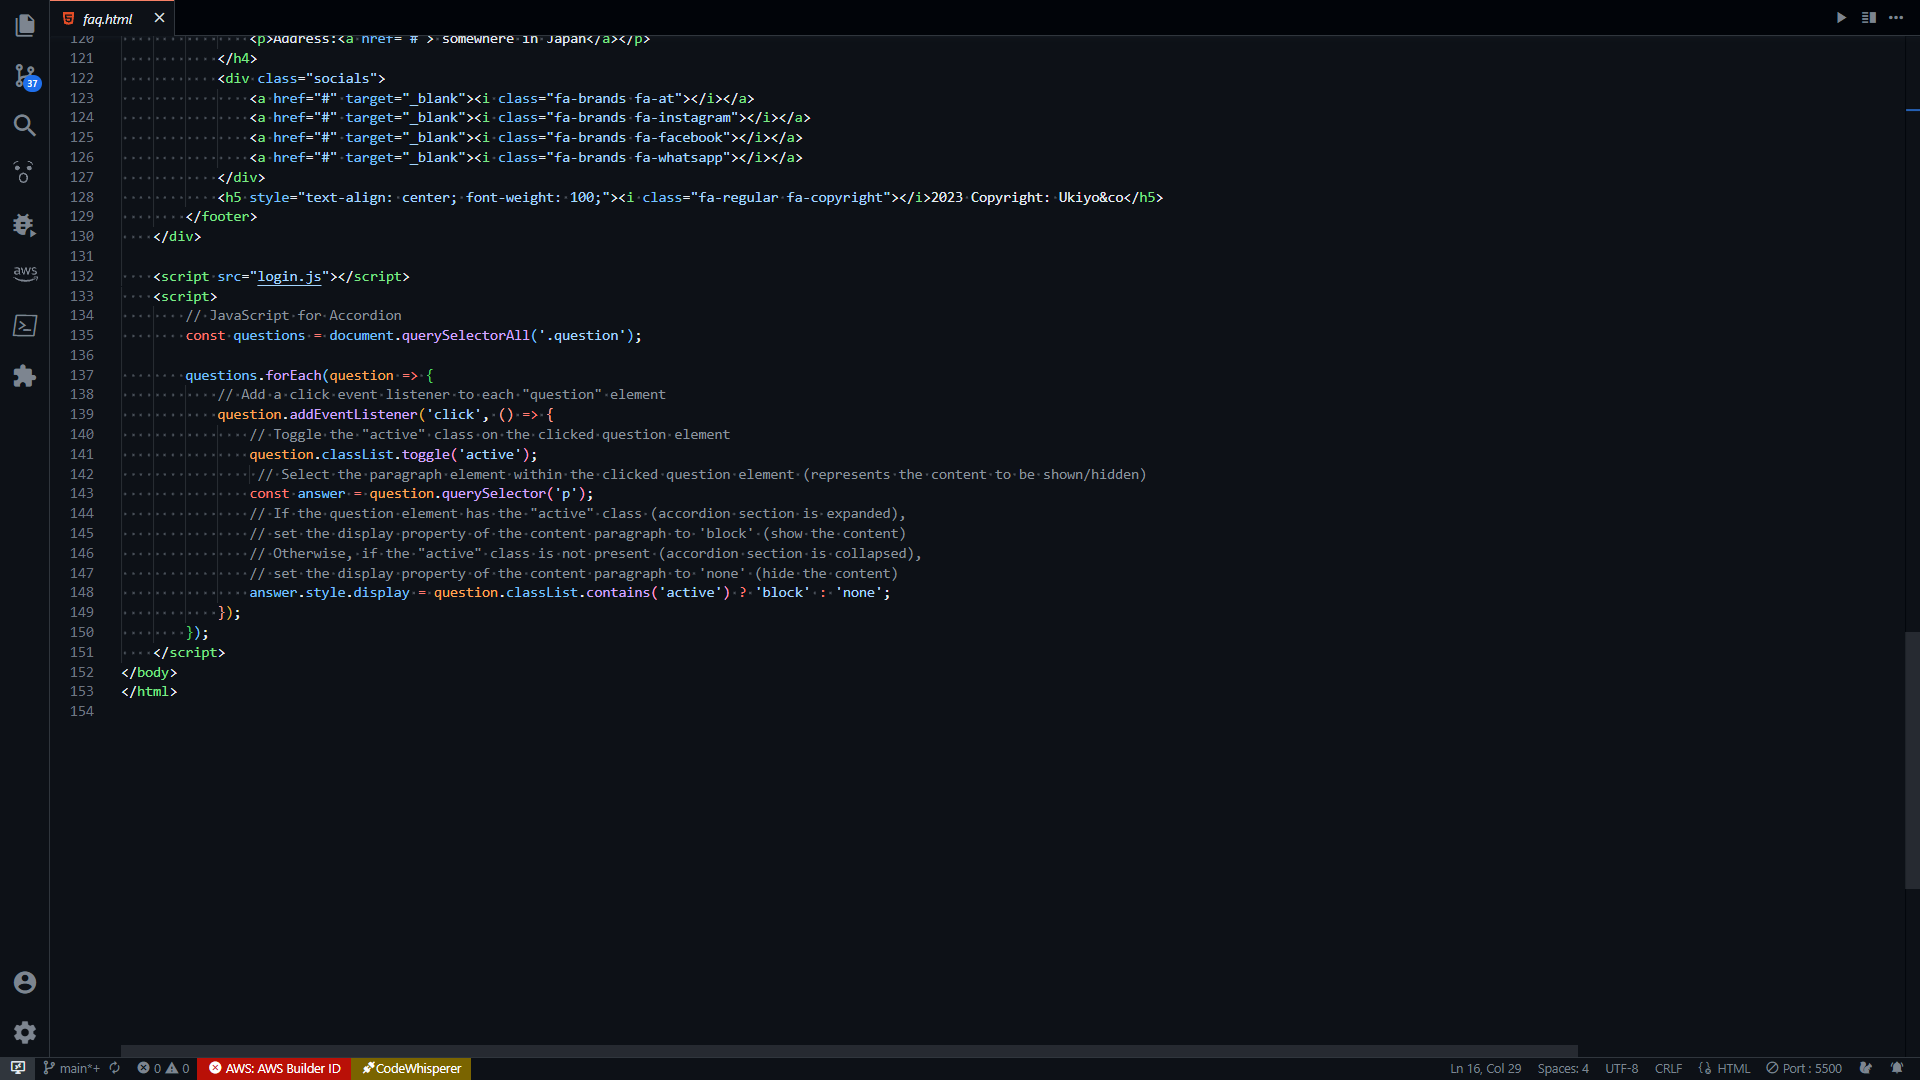 faq.html
120 <p>Address:<a href="#"> somewhere in Japan</a></p>
121 </h4>
122 <div class="socials">
123 <a href="#" target="_blank"><i class="fa-brands fa-at"></i></a>
124 <a href="#" target="_blank"><i class="fa-brands fa-instagram"></i></a>
125 <a href="#" target="_blank"><i class="fa-brands fa-facebook"></i></a>
126 <a href="#" target="_blank"><i class="fa-brands fa-whatsapp"></i></a>
127 </div>
128 <h5 style="text-align: center; font-weight: 100;"><i class="fa-regular fa-copyright"></i>2023 Copyright: Ukiyo&co</h5>
129 </footer>
130 </div>
131
132 <script src="login.js"></script>
133 <script>
134 // JavaScript for Accordion
135 const questions = document.querySelectorAll('.question');
136
137 questions.forEach(question => {
138 // Add a click event listener to each "question" element
139 question.addEventListener('click', () => {
140 // Toggle the "active" class on the clicked question element
141 question.classList.toggle('active');
142 // Select the paragraph element within the clicked question element (represents the content to be shown/hidden)
143 const answer = question.querySelector('p');
144 // If the question element has the "active" class (accordion section is expanded),
145 // set the display property of the content paragraph to 'block' (show the content)
146 // Otherwise, if the "active" class is not present (accordion section is collapsed),
147 // set the display property of the content paragraph to 'none' (hide the content)
148 answer.style.display = question.classList.contains('active') ? 'block' : 'none';
149 });
150 });
151 </script>
152 </body>
153 </html>
154
37
aws
main*+ 0 0 AWS: AWS Builder ID CodeWhisperer Ln 16, Col 29 Spaces: 4 UTF-8 CRLF HTML Port : 5500